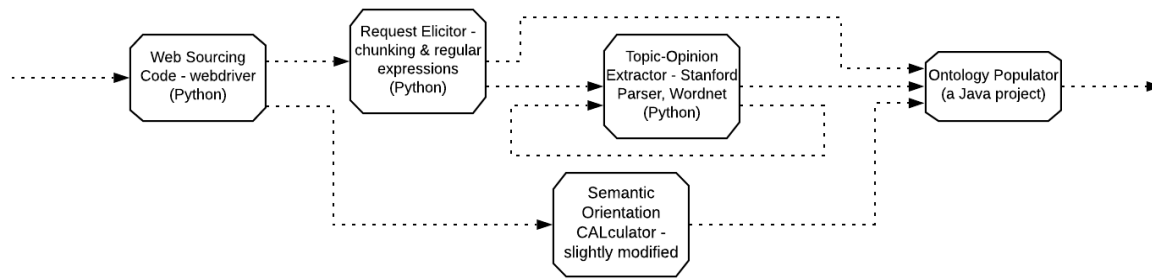 Web Sourcing
Code - webdriver
(Python)
Request Elicitor -
chunking & regular
expressions
(Python)
Topic-Opinion
Extractor - Stanford
Parser, Wordnet
(Python)
Semantic
Orientation
CALculator -
slightly modified
Ontology Populator
(a Java project)